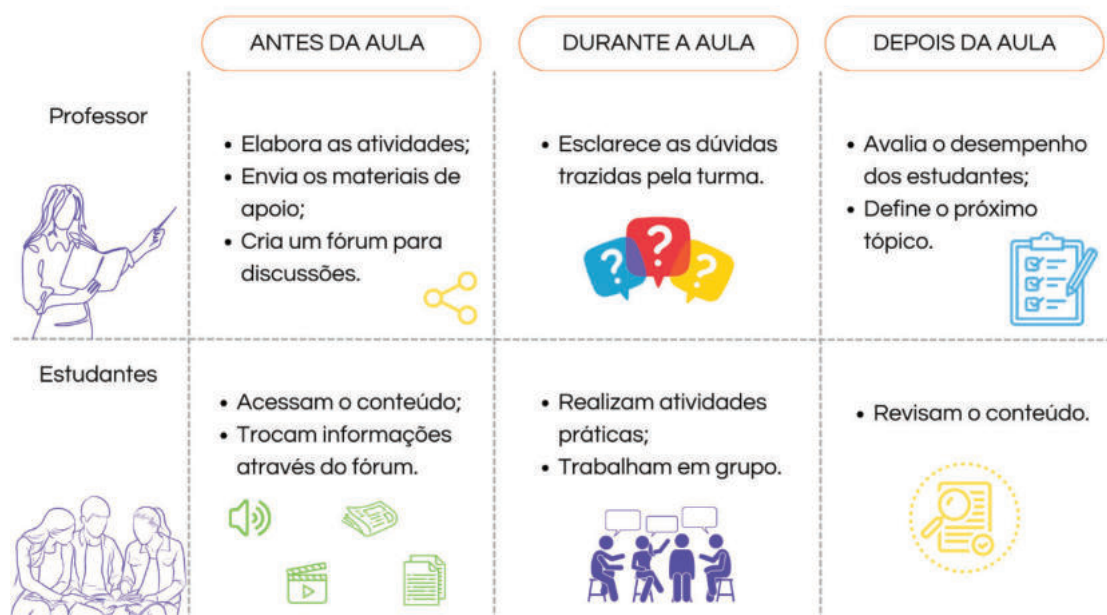 ANTES DA AULA
DURANTE A AULA
DEPOIS DA AULA
Professor
• Elabora as atividades;
• Envia os materiais de
apoio;
• Cria um fórum para
discussões.
• Esclarece as dúvidas
trazidas pela turma.
? ? ?
• Avalia o desempenho
dos estudantes;
• Define o próximo
tópico.
Estudantes
• Acessam o conteúdo;
• Trocam informações
através do fórum.
• Realizam atividades
práticas;
• Trabalham em grupo.
• Revisam o conteúdo.